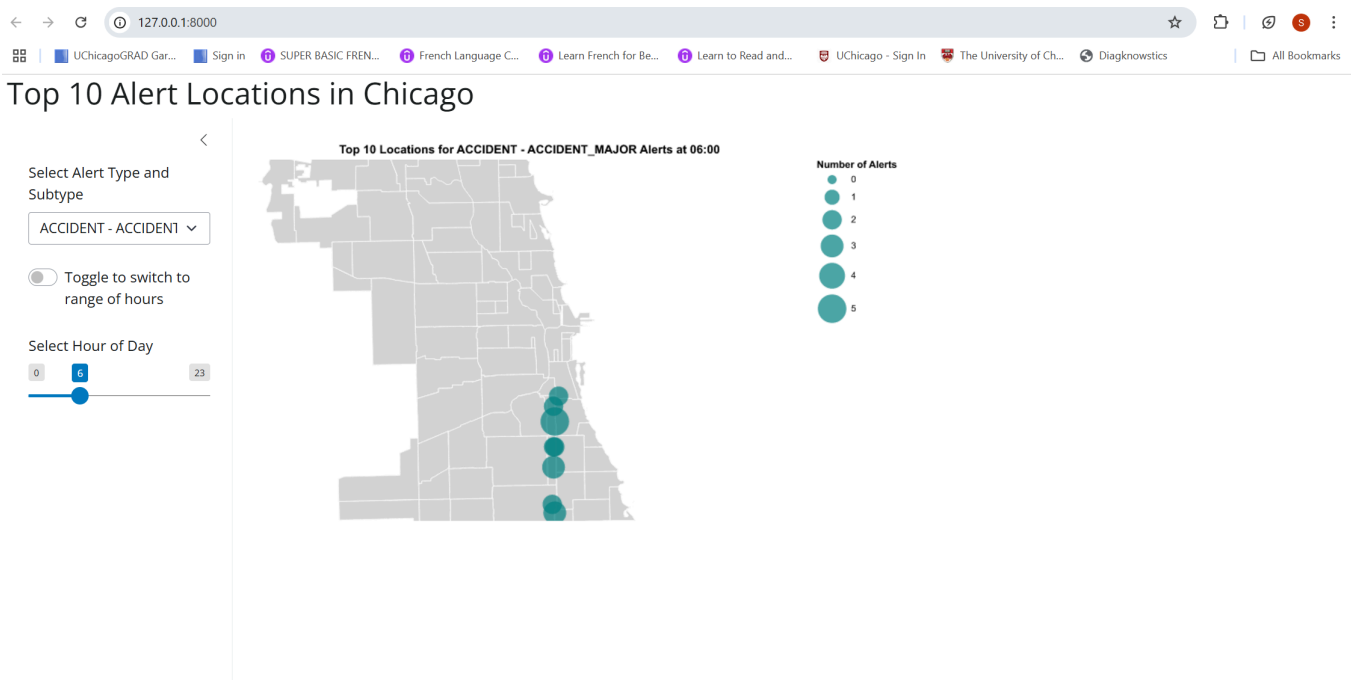 127.0.0.1:8000
S
UChicagoGRAD Gar...
Sign in
SUPER BASIC FREN...
French Language C...
Learn French for Be...
Learn to Read and...
UChicago - Sign In
The University of Ch...
Diagknowstics
All Bookmarks
Top 10 Alert Locations in Chicago
Select Alert Type and
Subtype
ACCIDENT - ACCIDENT
Toggle to switch to
range of hours
Select Hour of Day
0
6
23
Top 10 Locations for ACCIDENT - ACCIDENT_MAJOR Alerts at 06:00
Number of Alerts
0
1
2
3
4
5